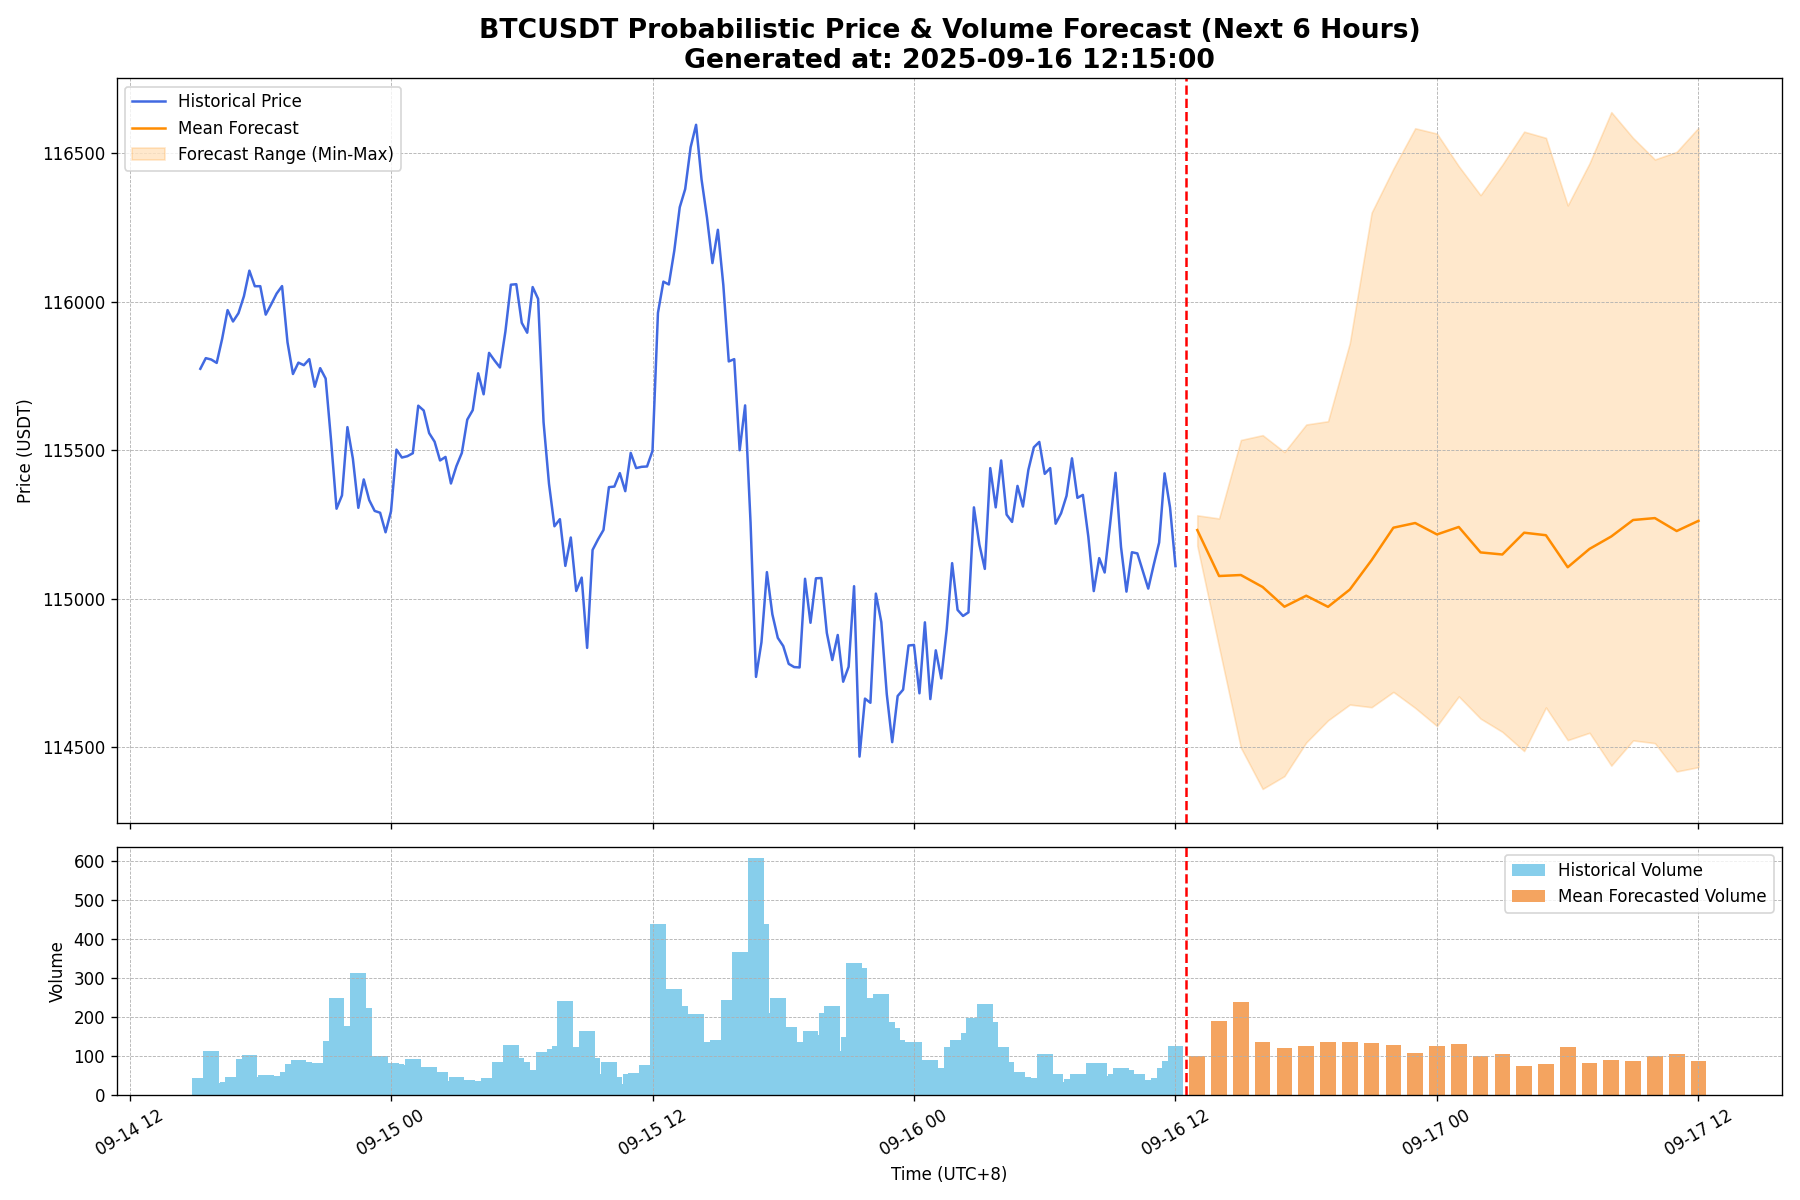 BTCUSDT Probabilistic Price & Volume Forecast (Next 6 Hours)
Generated at: 2025-09-16 12:15:00
Historical Price
Mean Forecast
Forecast Range (Min-Max)
116500
116000
115500
115000
114500
Price (USDT)
Historical Volume
Mean Forecasted Volume
600
500
400
300
200
100
0
Volume
09-14 12
09-15 00
09-15 12
09-16 00
09-16 12
09-17 00
09-17 12
Time (UTC+8)